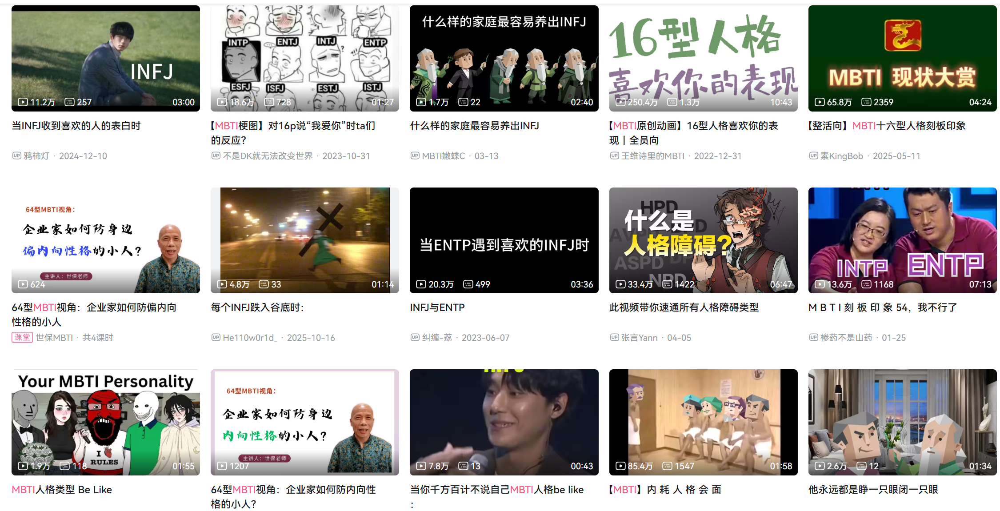 INFJ
11.2万 257 03:00
当INFJ收到喜欢的人的表白时
鸦柿灯 · 2024-12-10
INTP ENTJ INTJ ENTP
ESFJ ISFJ ESTJ ISTJ
18.6万 728 01:27
【MBTI梗图】对16p说“我爱你”时ta们
的反应?
不是DK就无法改变世界 · 2023-10-31
什么样的家庭最容易养出INFJ
1.7万 22 02:40
什么样的家庭最容易养出INFJ
MBTI嫩蝶C · 03-13
16型人格
喜欢你的表现
250.4万 1.3万 10:43
【MBTI原创动画】16型人格喜欢你的表
现丨全员向
王维诗里的MBTI · 2022-12-31
MBTI 现状大赏
65.8万 2359 04:24
【整活向】MBTI十六型人格刻板印象
素KingBob · 2025-05-11
64型MBTI视角：
企业家如何防身边
偏内向性格的小人?
主讲人：世保老师
624
64型MBTI视角：企业家如何防偏内向
性格的小人
课堂 世保MBTI · 共4课时
4.8万 33 01:14
每个INFJ跌入谷底时：
He110w0r1d_ · 2025-10-16
当ENTP遇到喜欢的INFJ时
20.3万 499 03:36
INFJ与ENTP
纠缠-荔 · 2023-06-07
HPD
什么是
人格障碍?
ASPD
NPD
33.4万 1422 06:47
此视频带你速通所有人格障碍类型
张言Yann · 04-05
INTP ENTP
13.6万 1168 07:13
M B T I 刻 板 印 象 54，我不行了
椮药不是山药 · 01-25
Your MBTI Personality
I
RULES
1.9万 118 01:55
MBTI人格类型 Be Like
64型MBTI视角：
企业家如何防身边
内向性格的小人?
主讲人：世保老师
1207
64型MBTI视角：企业家如何防内向性
格的小人?
7.8万 13 00:43
当你千方百计不说自己MBTI人格be like
：
85.4万 1547 01:58
【MBTI】内 耗 人 格 会 面
2.6万 12 01:34
他永远都是睁一只眼闭一只眼